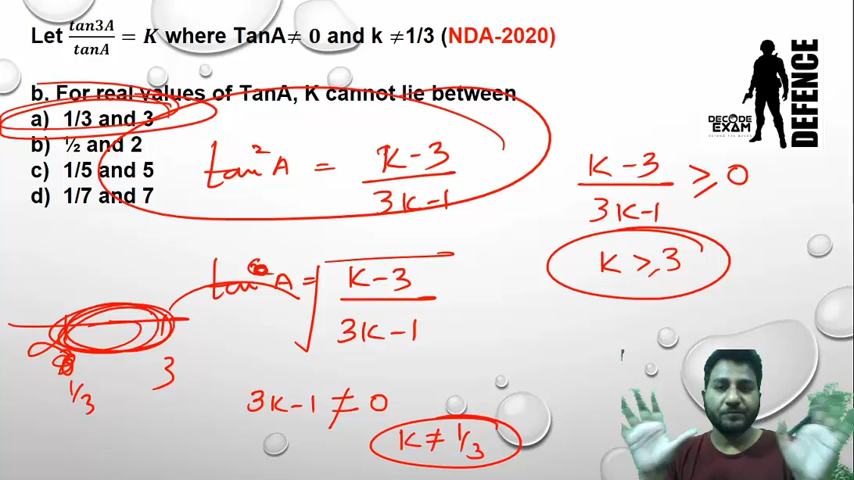 Let tan3A/tanA = K where TanA≠ 0 and k ≠1/3 (NDA-2020)
b. For real values of TanA, K cannot lie between
a) 1/3 and 3
b) ½ and 2
c) 1/5 and 5
d) 1/7 and 7
DECODE EXAM
DEFENCE
tan²A = K-3/3K-1
K-3/3K-1 ≥ 0
K ≥ 3
tan A = √K-3/3K-1
1/3
3
3K-1 ≠ 0
K ≠ 1/3